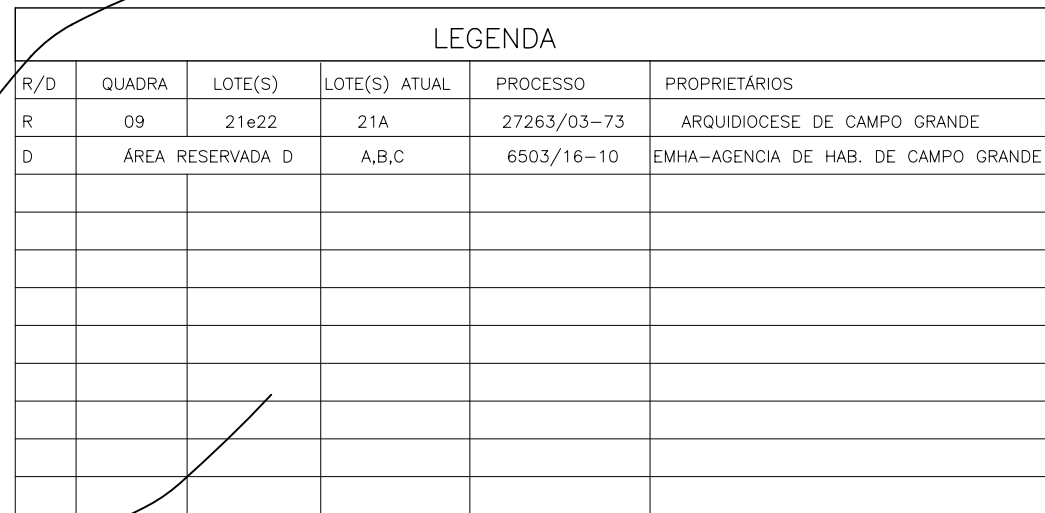 LEGENDA
R/D QUADRA LOTE(S) LOTE(S) ATUAL PROCESSO PROPRIETÁRIOS
R 09 21e22 21A 27263/03-73 ARQUIDIOCESE DE CAMPO GRANDE
D ÁREA RESERVADA D A,B,C 6503/16-10 EMHA-AGENCIA DE HAB. DE CAMPO GRANDE